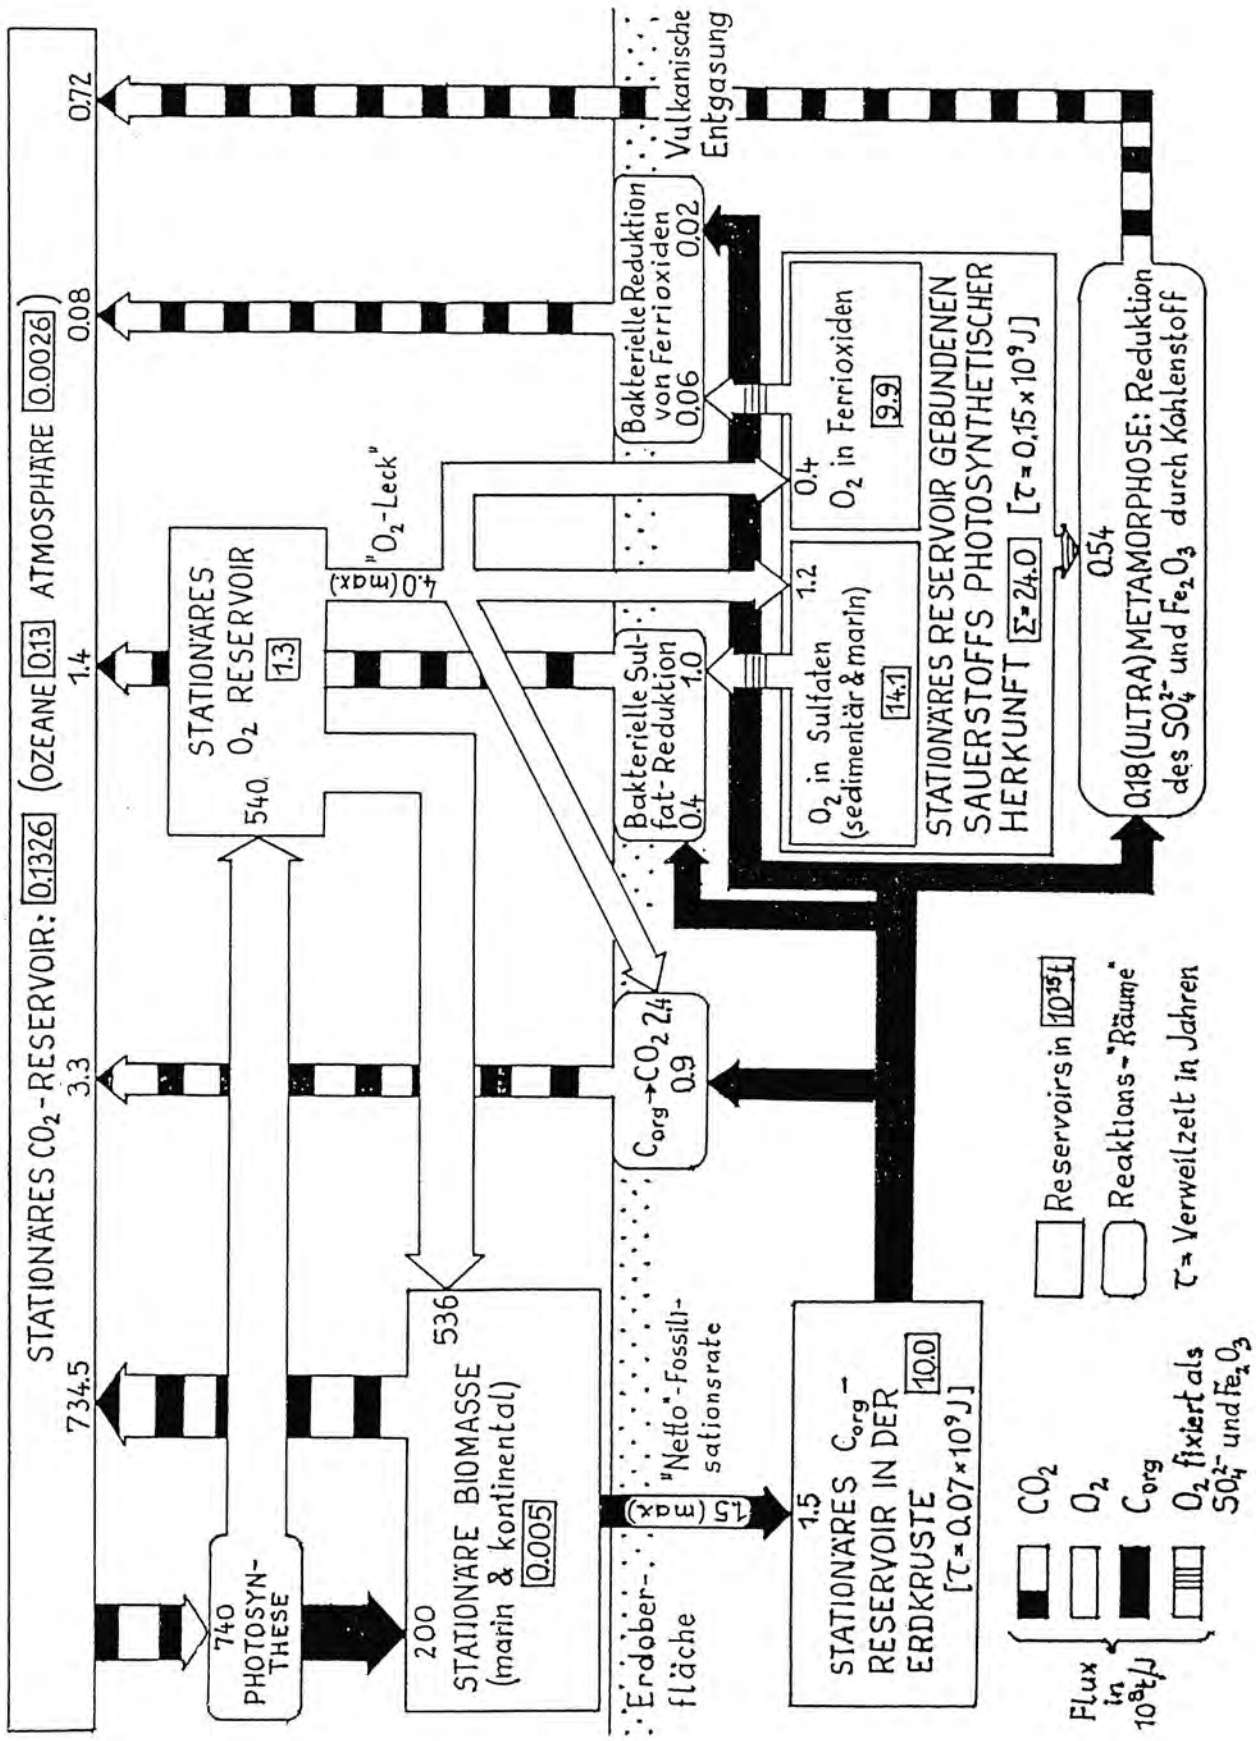 STATIONÄRES CO₂-RESERVOIR: 0.1326 (OZEANE 0.13 ATMOSPHÄRE 0.0026
734.5
3.3
1.4
0.08
0.72
740
PHOTOSYN-
THESE
540
STATIONÄRES
O₂ RESERVOIR
1.3
4.0 (max)
"O₂-Leck"
200
536
STATIONÄRE BIOMASSE
(marin & kontinental)
0.005
Erdober-
fläche
"Netto"-Fossili-
sationsrate
1.5 (max)
Corg→CO₂ 2.4
0.9
Bakterielle Sul-
fat-Reduktion
0.4
1.0
Bakterielle Reduktion
von Ferrioxiden
0.06
0.02
Vulkanische
Entgasung
1.5
STATIONÄRES Corg-
RESERVOIR IN DER
ERDKRUSTE
10.0
[τ = 0.07×10⁹J]
1.2
O₂ in Sulfaten
(sedimentär & marin)
14.1
0.4
O₂ in Ferrioxiden
9.9
STATIONÄRES RESERVOIR GEBUNDENEN
SAUERSTOFFS PHOTOSYNTHETISCHER
HERKUNFT Σ=24.0 [τ = 0.15×10⁹J]
0.54
0.18 (ULTRA)METAMORPHOSE: Reduktion
des SO₄²⁻ und Fe₂O₃ durch Kohlenstoff
Flux
in
10⁸t/J
CO₂
O₂
Corg
O₂ fixiert als
SO₄²⁻ und Fe₂O₃
Reservoirs in 10¹⁵t
Reaktions-"Räume"
τ = Verweilzeit in Jahren